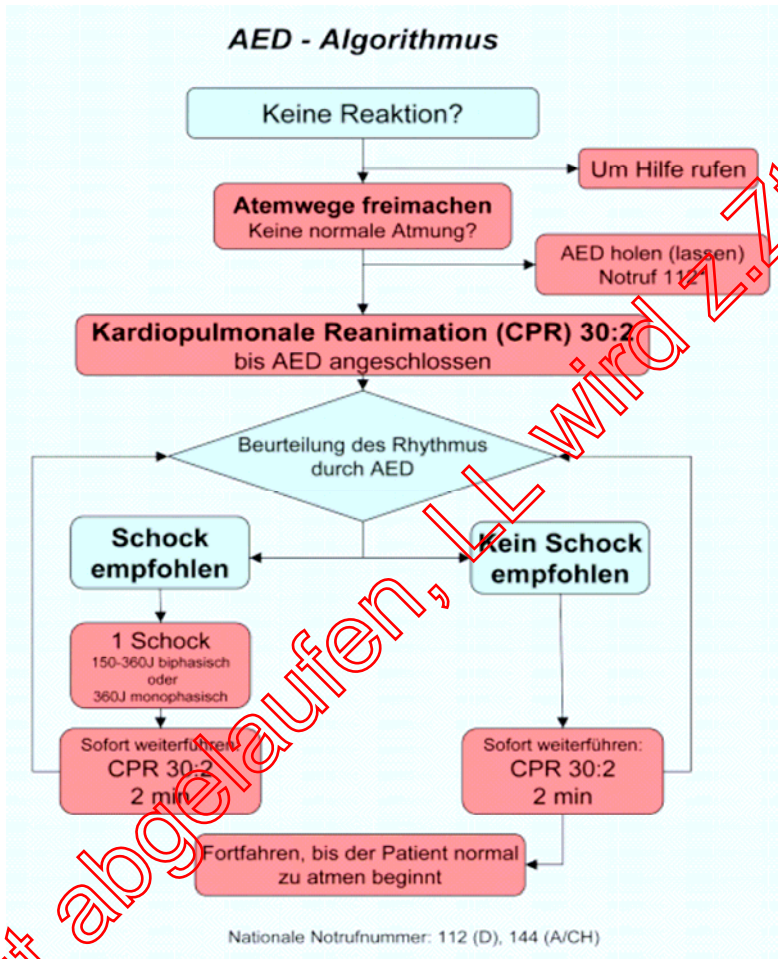 AED - Algorithmus
Keine Reaktion?
Um Hilfe rufen
Atemwege freimachen
Keine normale Atmung?
AED holen (lassen)
Notruf 112*
Kardiopulmonale Reanimation (CPR) 30:2
bis AED angeschlossen
Beurteilung des Rhythmus
durch AED
Schock
empfohlen
Kein Schock
empfohlen
1 Schock
150-360J biphasisch
oder
360J monophasisch
Sofort weiterführen:
CPR 30:2
2 min
Sofort weiterführen:
CPR 30:2
2 min
Fortfahren, bis der Patient normal
zu atmen beginnt
Nationale Notrufnummer: 112 (D), 144 (A/CH)
abgelaufen, LL wird z.Zt